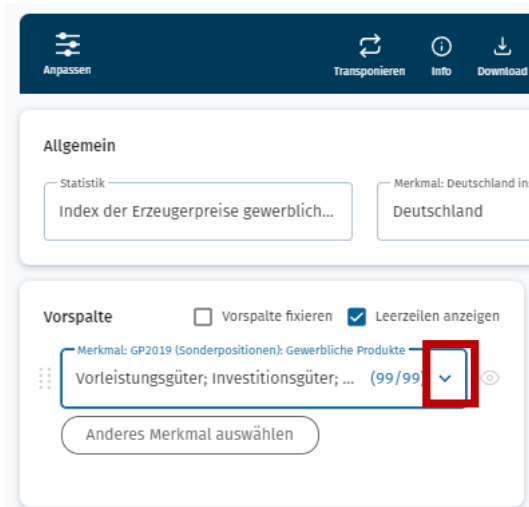 Anpassen
Transponieren Info Download
Allgemein
Statistik
Index der Erzeugerpreise gewerblich...
Merkmal: Deutschland in
Deutschland
Vorspalte Vorspalte fixieren Leerzeilen anzeigen
Merkmal: GP2019 (Sonderpositionen): Gewerbliche Produkte
Vorleistungsgüter; Investitionsgüter; ... (99/99)
Anderes Merkmal auswählen